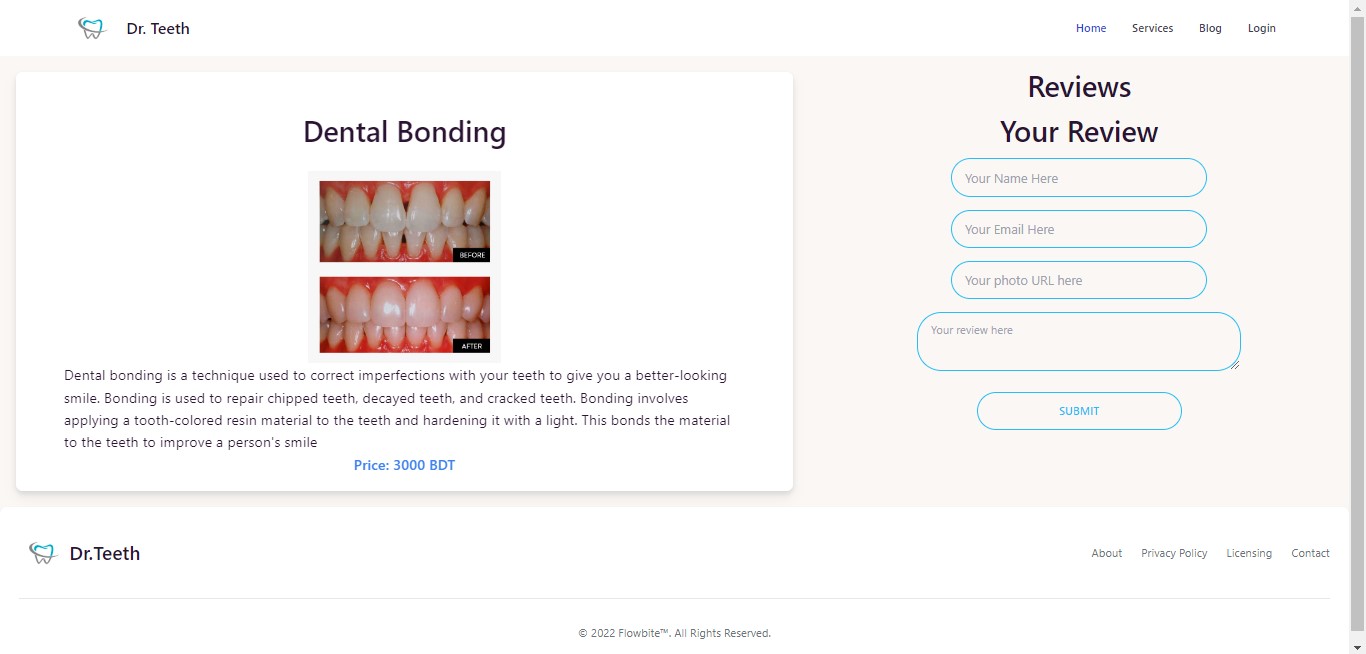 Dr. Teeth
Home
Services
Blog
Login
Dental Bonding
BEFORE
AFTER
Dental bonding is a technique used to correct imperfections with your teeth to give you a better-looking
smile. Bonding is used to repair chipped teeth, decayed teeth, and cracked teeth. Bonding involves
applying a tooth-colored resin material to the teeth and hardening it with a light. This bonds the material
to the teeth to improve a person's smile
Price: 3000 BDT
Reviews
Your Review
Your Name Here
Your Email Here
Your photo URL here
Your review here
SUBMIT
Dr.Teeth
About
Privacy Policy
Licensing
Contact
© 2022 Flowbite™. All Rights Reserved.